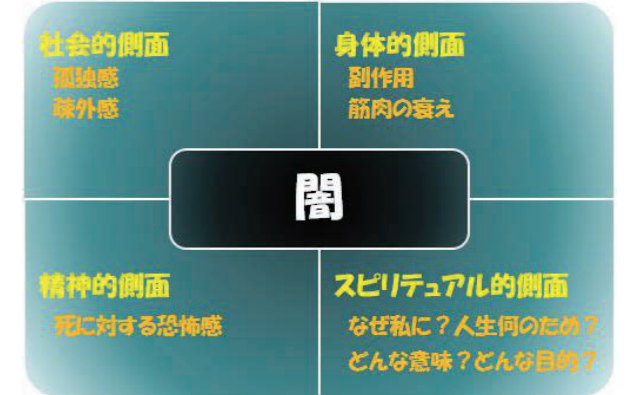 社会的側面
孤独感
疎外感
身体的側面
副作用
筋肉の衰え
闇
精神的側面
死に対する恐怖感
スピリテュアル的側面
なぜ私に？人生何のため？
どんな意味？どんな目的？